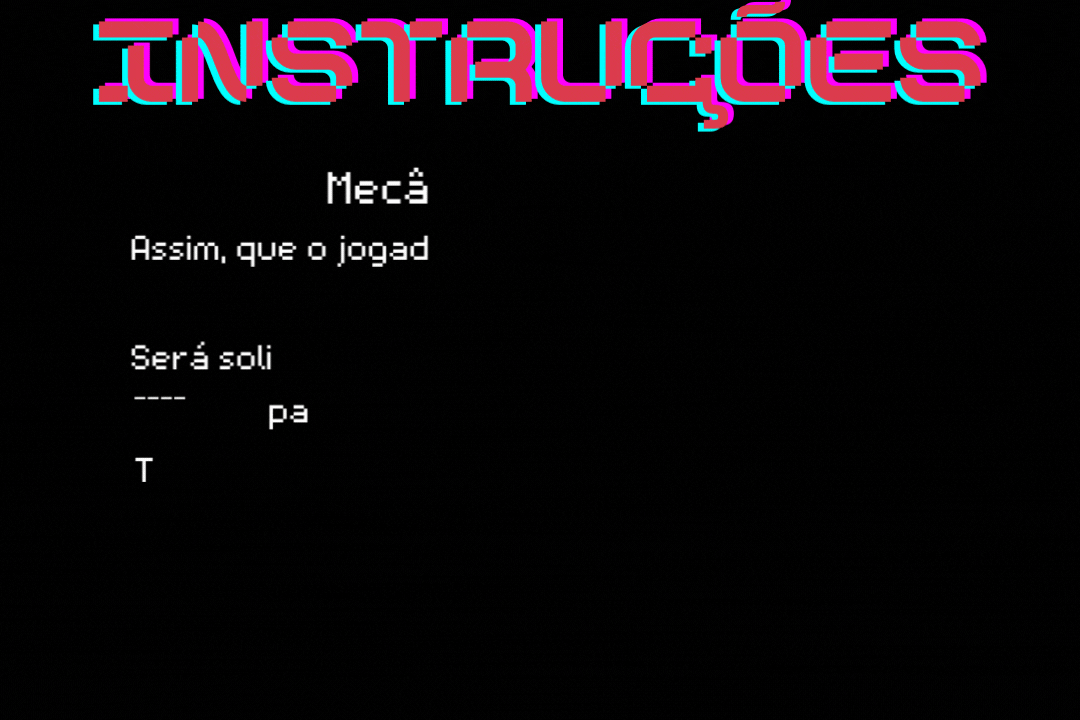 INSTRUÇÕES
Mecâ
Assim, que o jogad
Será soli
----
pa
T